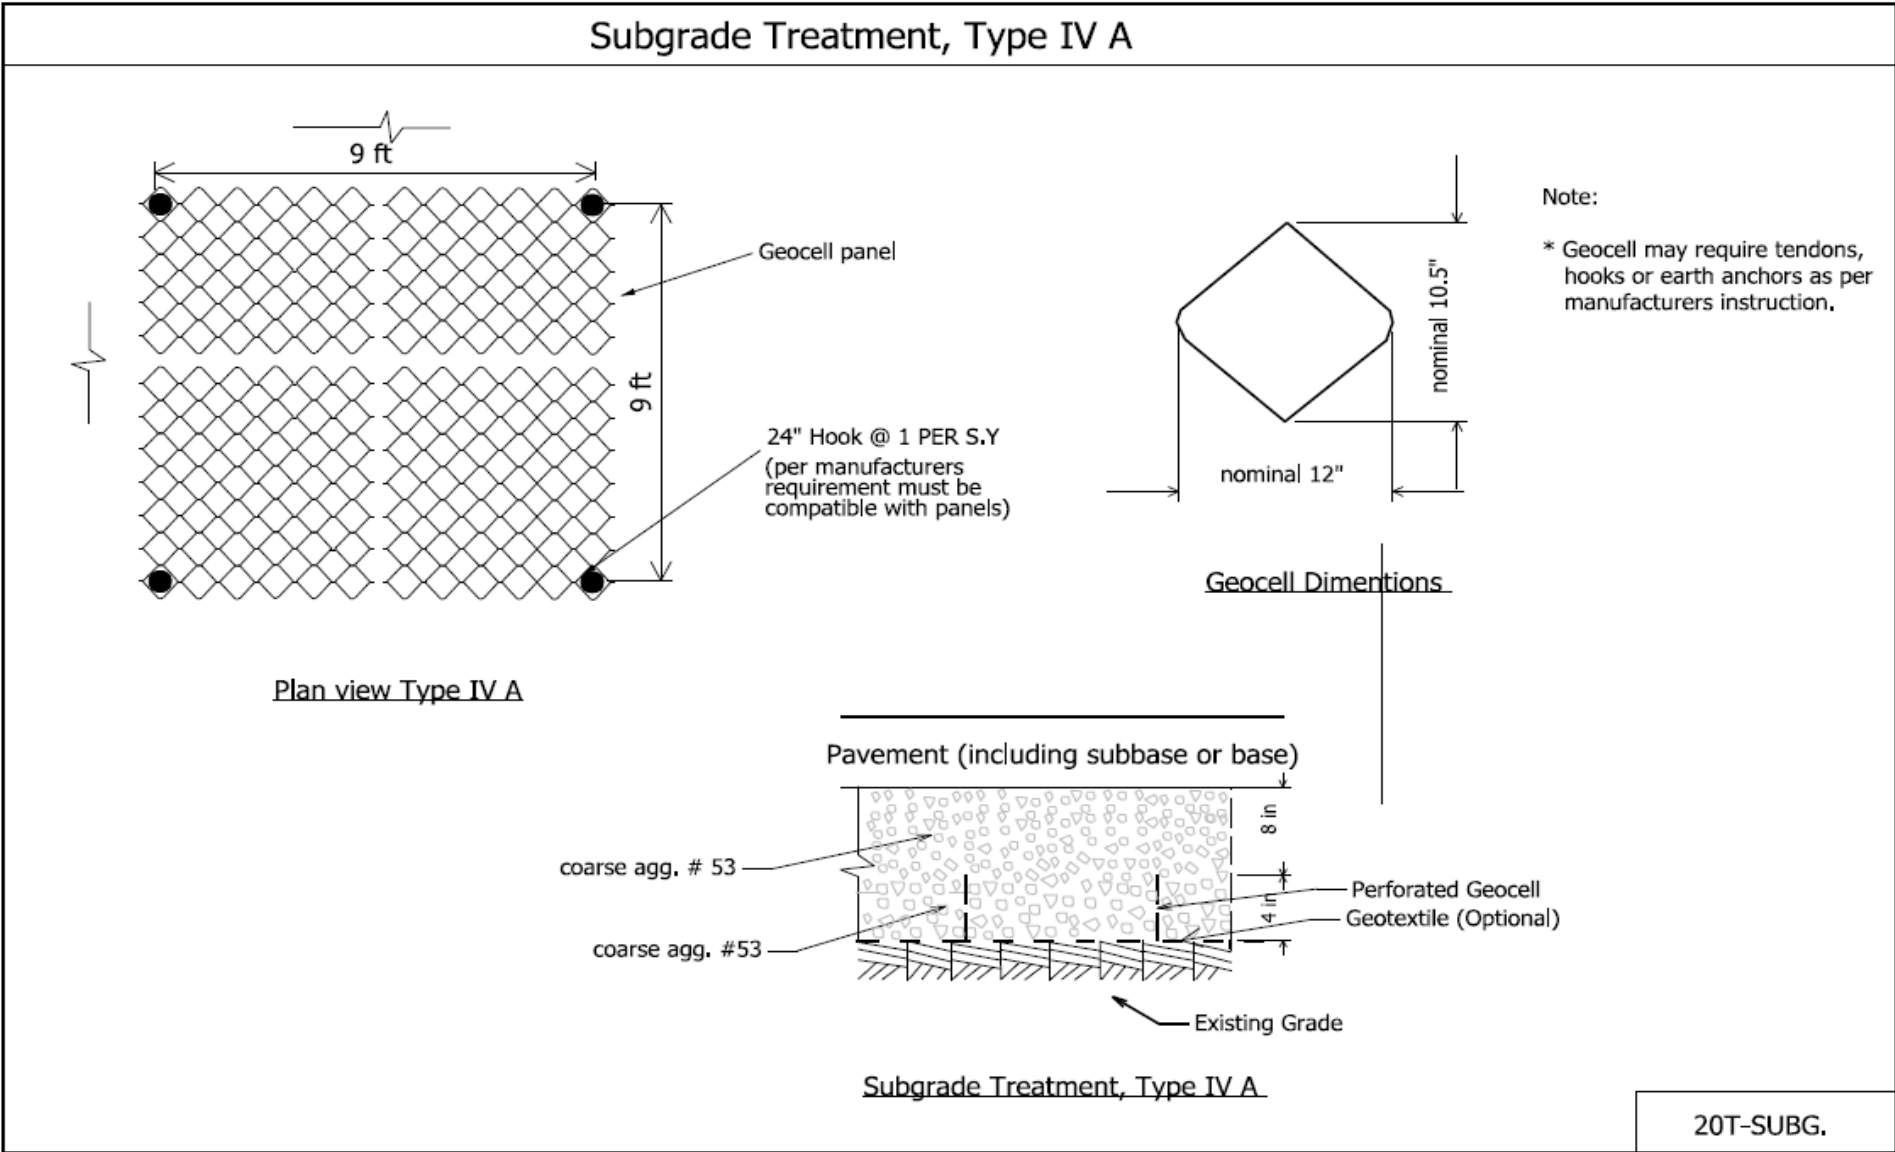 Subgrade Treatment, Type IV A
9 ft
Geocell panel
9 ft
24" Hook @ 1 PER S.Y
(per manufacturers
requirement must be
compatible with panels)
Plan view Type IV A
nominal 10.5"
nominal 12"
Geocell Dimentions
Note:
* Geocell may require tendons,
hooks or earth anchors as per
manufacturers instruction.
Pavement (including subbase or base)
8 in
coarse agg. # 53
4 in
Perforated Geocell
Geotextile (Optional)
coarse agg. #53
Existing Grade
Subgrade Treatment, Type IV A
20T-SUBG.